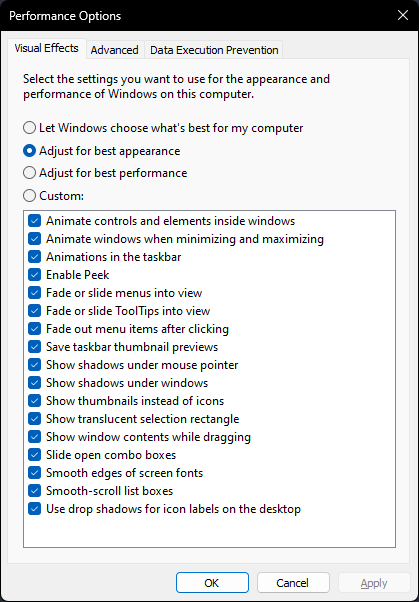 Performance Options
Visual Effects Advanced Data Execution Prevention
Select the settings you want to use for the appearance and
performance of Windows on this computer.
Let Windows choose what's best for my computer
Adjust for best appearance
Adjust for best performance
Custom:
Animate controls and elements inside windows
Animate windows when minimizing and maximizing
Animations in the taskbar
Enable Peek
Fade or slide menus into view
Fade or slide ToolTips into view
Fade out menu items after clicking
Save taskbar thumbnail previews
Show shadows under mouse pointer
Show shadows under windows
Show thumbnails instead of icons
Show translucent selection rectangle
Show window contents while dragging
Slide open combo boxes
Smooth edges of screen fonts
Smooth-scroll list boxes
Use drop shadows for icon labels on the desktop
OK Cancel Apply